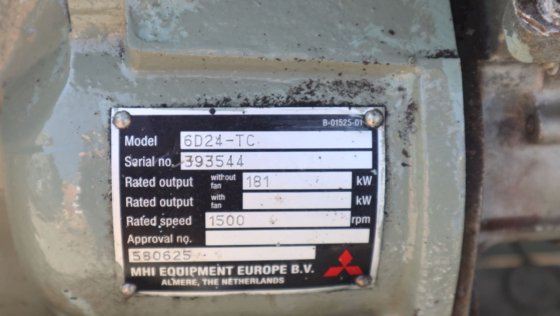 B-01525-01
Model 6D24-TC
Serial no. 393544
Rated output without fan 181 kW
Rated output with fan kW
Rated speed 1500 rpm
Approval no.
580625
MHI EQUIPMENT EUROPE B.V.
ALMERE, THE NETHERLANDS